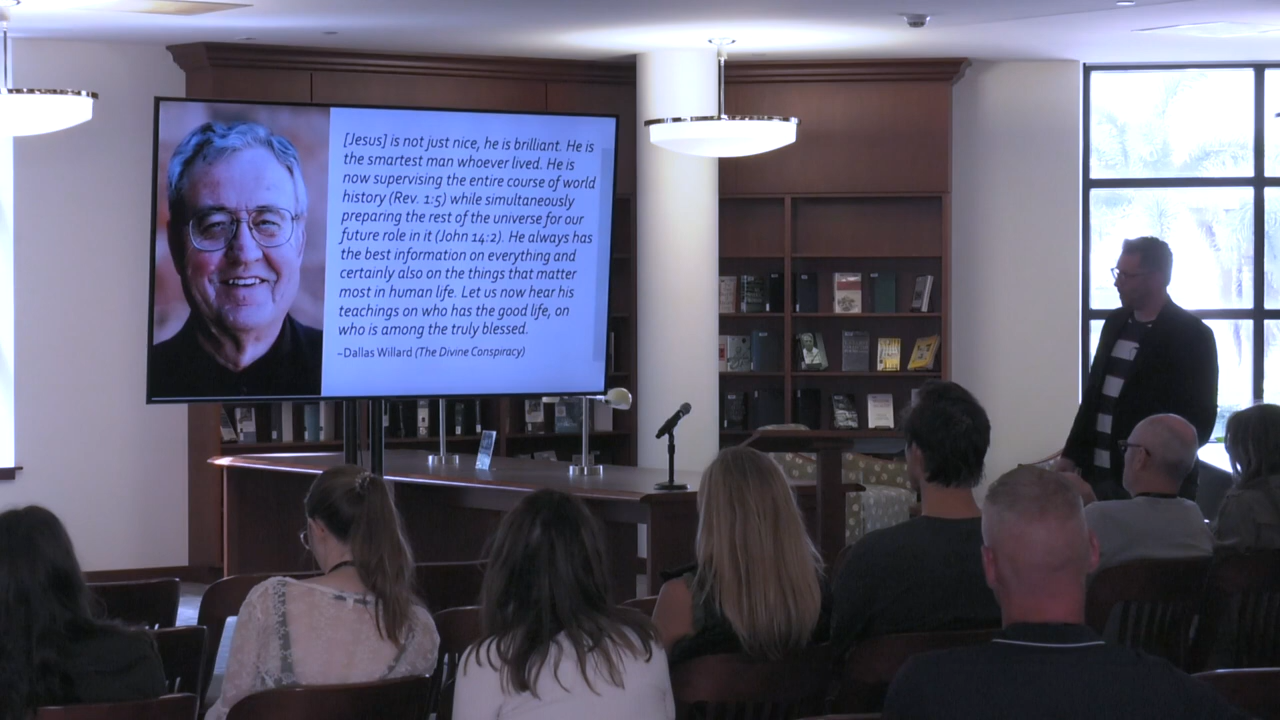 [Jesus] is not just nice, he is brilliant. He is
the smartest man whoever lived. He is
now supervising the entire course of world
history (Rev. 1:5) while simultaneously
preparing the rest of the universe for our
future role in it (John 14:2). He always has
the best information on everything and
certainly also on the things that matter
most in human life. Let us now hear his
teachings on who has the good life, on
who is among the truly blessed.
–Dallas Willard (The Divine Conspiracy)